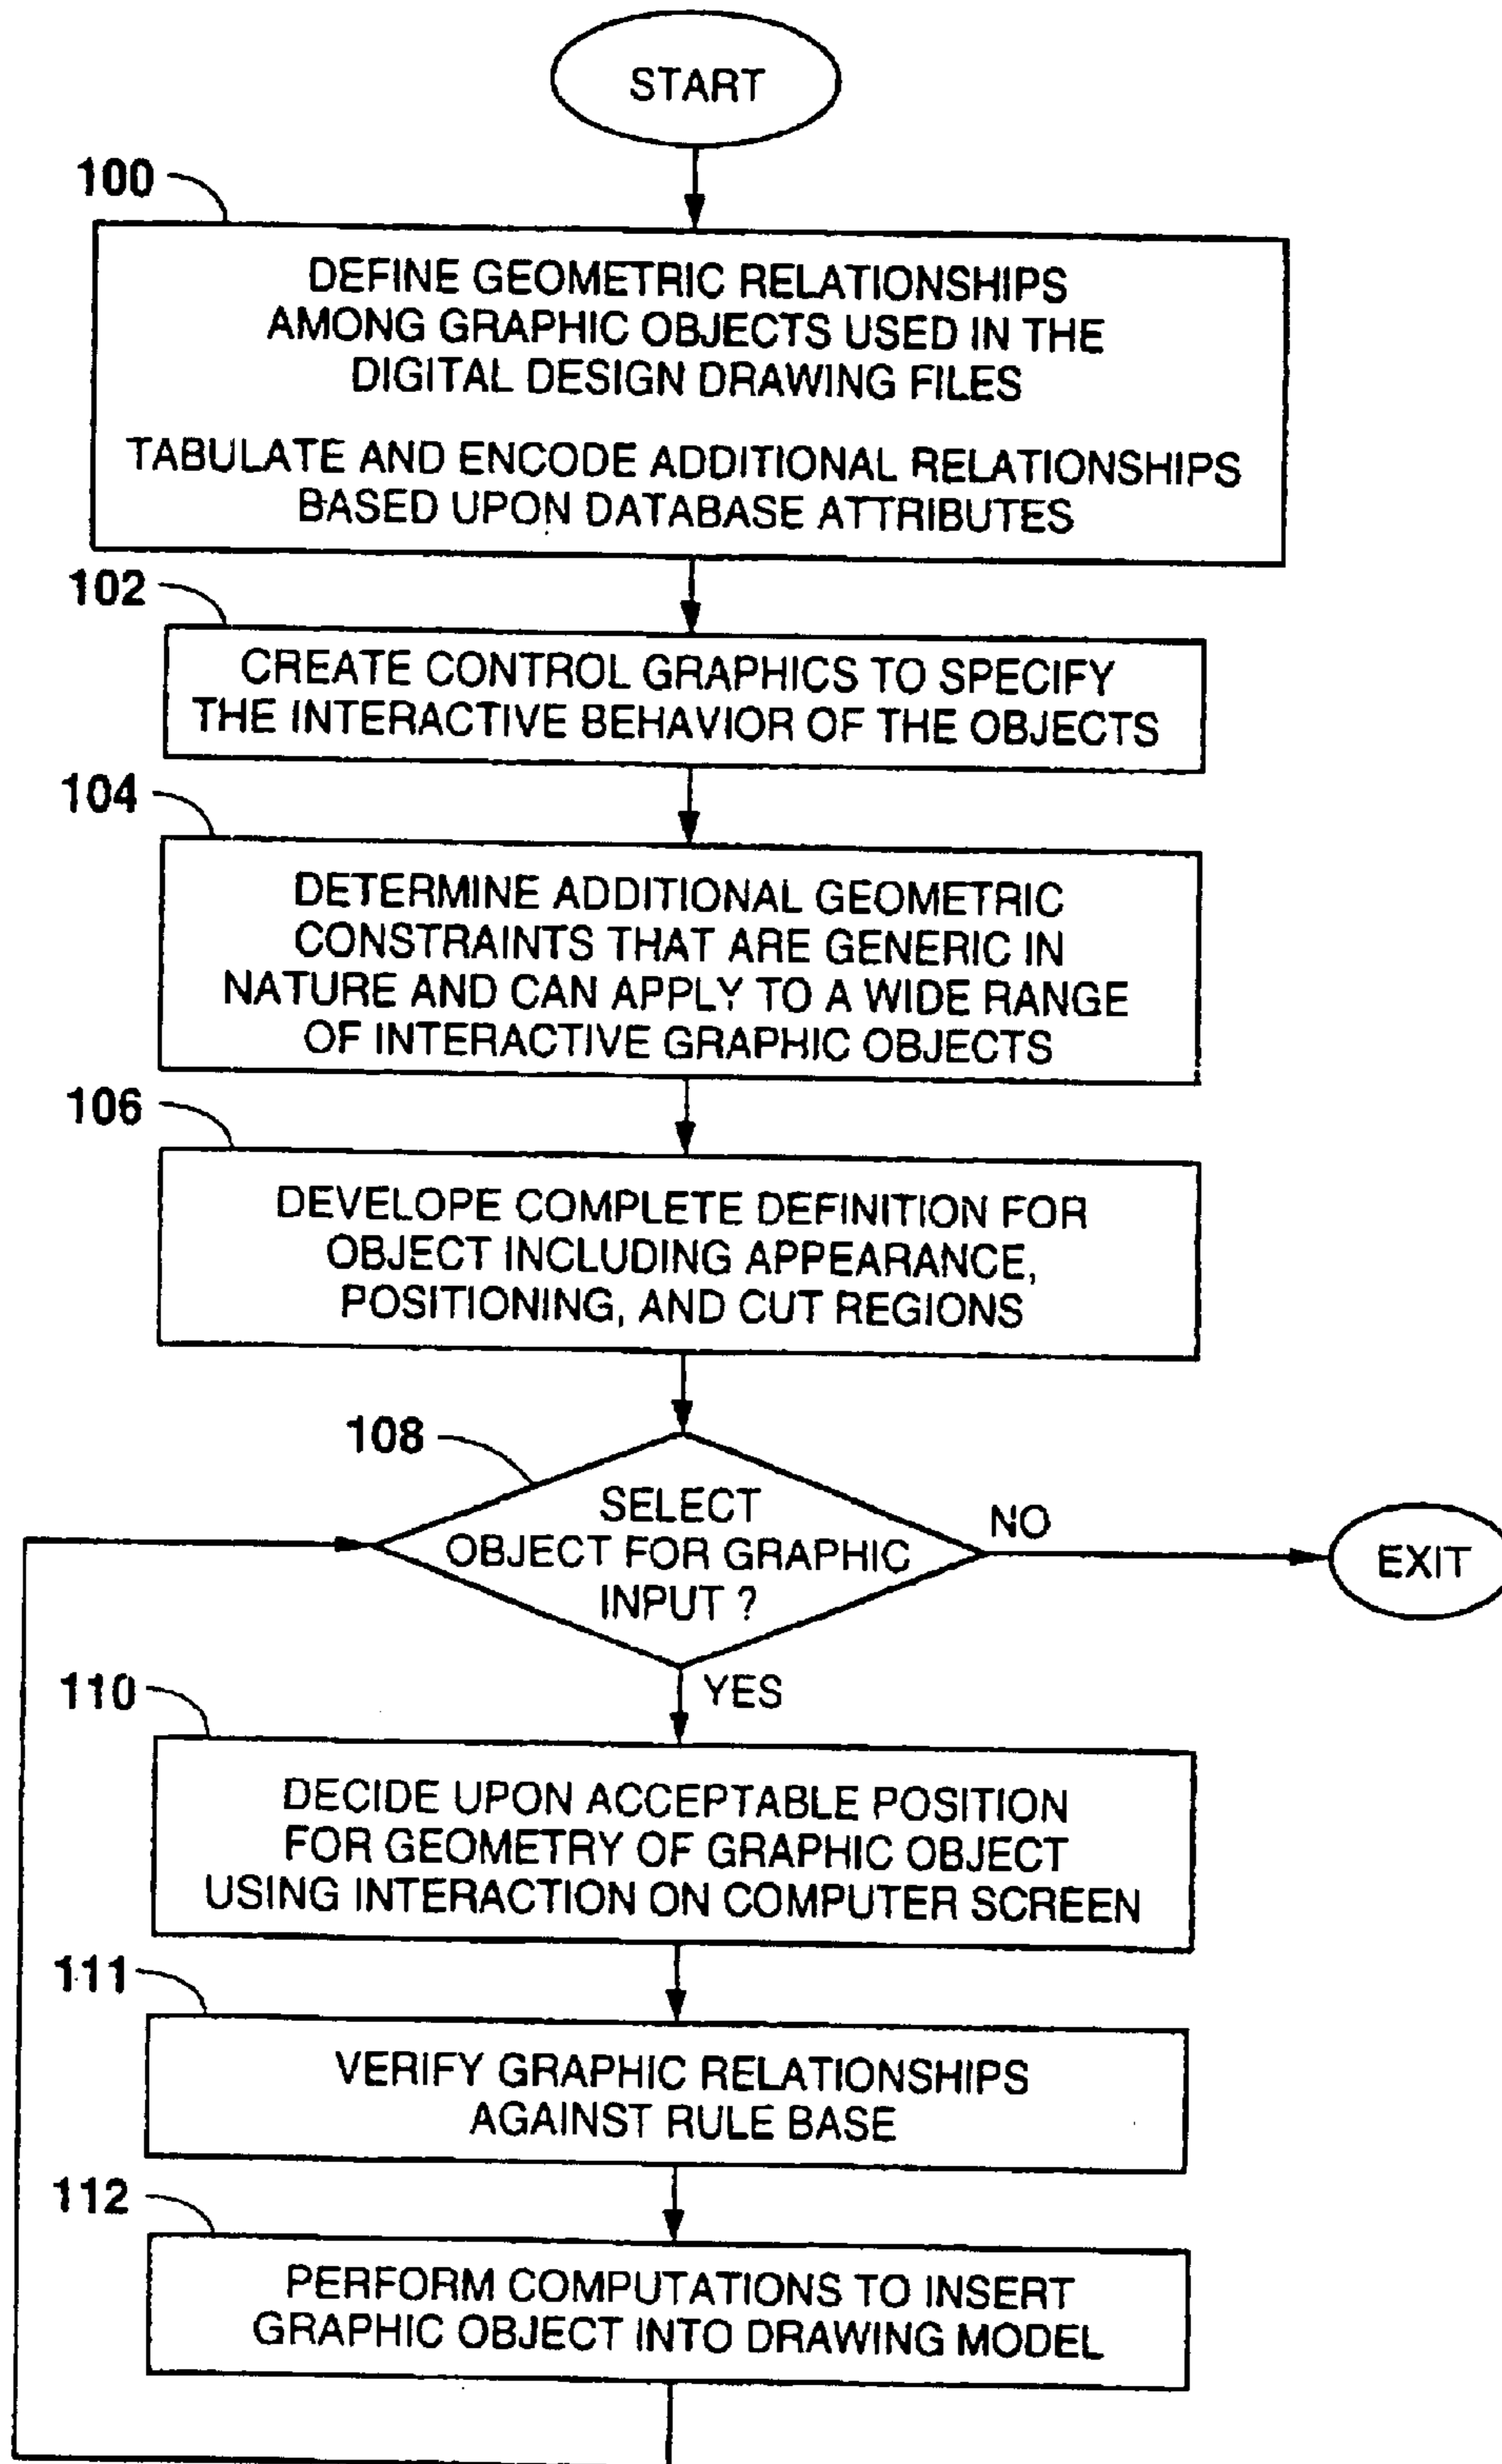 START
100
DEFINE GEOMETRIC RELATIONSHIPS
AMONG GRAPHIC OBJECTS USED IN THE
DIGITAL DESIGN DRAWING FILES
TABULATE AND ENCODE ADDITIONAL RELATIONSHIPS
BASED UPON DATABASE ATTRIBUTES
102
CREATE CONTROL GRAPHICS TO SPECIFY
THE INTERACTIVE BEHAVIOR OF THE OBJECTS
104
DETERMINE ADDITIONAL GEOMETRIC
CONSTRAINTS THAT ARE GENERIC IN
NATURE AND CAN APPLY TO A WIDE RANGE
OF INTERACTIVE GRAPHIC OBJECTS
106
DEVELOPE COMPLETE DEFINITION FOR
OBJECT INCLUDING APPEARANCE,
POSITIONING, AND CUT REGIONS
108
SELECT
OBJECT FOR GRAPHIC
INPUT ?
NO
EXIT
YES
110
DECIDE UPON ACCEPTABLE POSITION
FOR GEOMETRY OF GRAPHIC OBJECT
USING INTERACTION ON COMPUTER SCREEN
111
VERIFY GRAPHIC RELATIONSHIPS
AGAINST RULE BASE
112
PERFORM COMPUTATIONS TO INSERT
GRAPHIC OBJECT INTO DRAWING MODEL